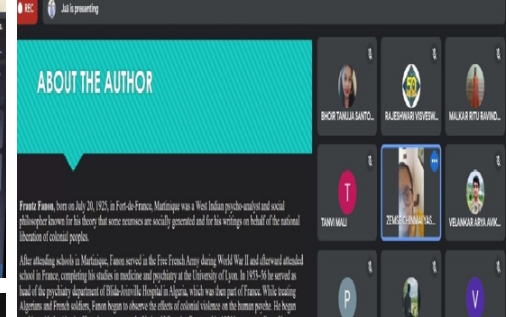 REC
Juli is presenting
ABOUT THE AUTHOR
Frantz Fanon, born on July 20, 1925, in Fort-de-France, Martinique was a West Indian psycho-analyst and social
philosopher known for his theory that some neuroses are socially generated and for his writings on behalf of the national
liberation of colonial peoples.
After attending schools in Martinique, Fanon served in the Free French Army during World War II and afterward attended
school in France, completing his studies in medicine and psychiatry at the University of Lyon. In 1953-56 he served as
head of the psychiatry department of Blida-Joinville Hospital in Algeria, which was then part of France. While treating
Algerians and French soldiers, Fanon began to observe the effects of colonial violence on the human psyche. He began
BHOIR TANUJA SANTO...
RAJESHWARI VISVESW...
MALKAR RITU RAVIND...
T
TANVI MALI
ZEMSE CHINMAI YAS...
VELANKAR ARYA AVIK...
P
V